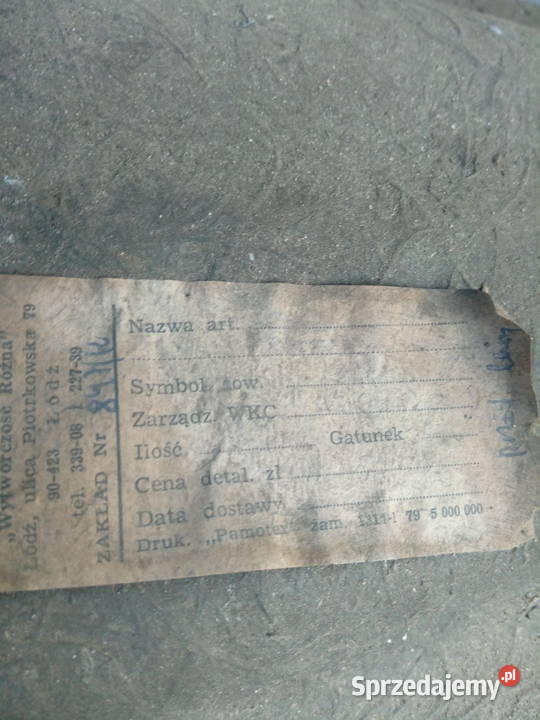 „Wytwórczość Różna"
Łódź, ulica Piotrkowska 79
90-423 Łódź
tel. 339-08 i 227-39
ZAKŁAD Nr
Nazwa art.
Symbol tow.
Zarządz. WKC
Ilość Gatunek
Cena detal. zł
Data dostawy
Druk. „Pamotex" zam. 1311-1 79 5 000 000
Sprzedajemy.pl